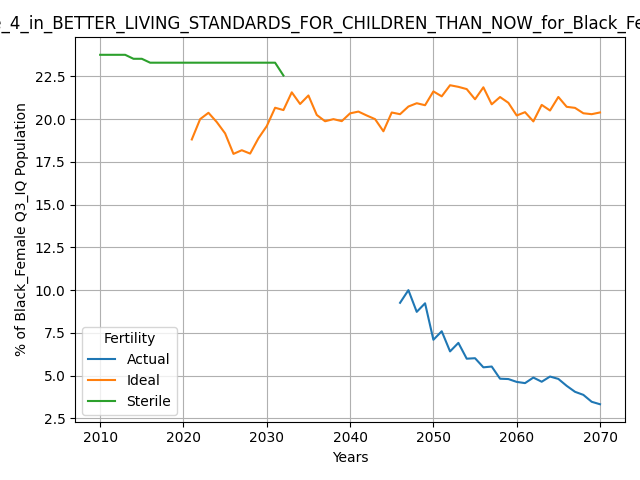 _4_in_BETTER_LIVING_STANDARDS_FOR_CHILDREN_THAN_NOW_for_Black_Fe
% of Black_Female Q3_IQ Population
22.5
20.0
17.5
15.0
12.5
10.0
7.5
5.0
2.5
Fertility
Actual
Ideal
Sterile
2010 2020 2030 2040 2050 2060 2070
Years